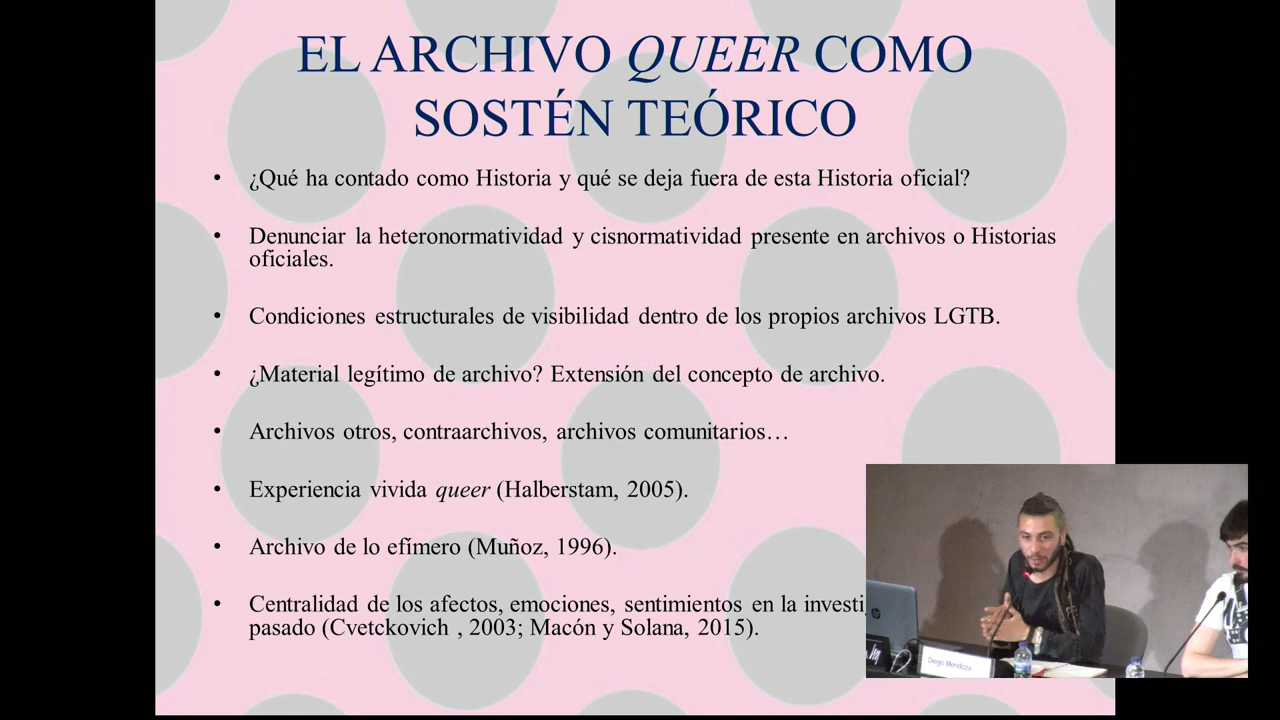 EL ARCHIVO QUEER COMO
SOSTÉN TEÓRICO
• ¿Qué ha contado como Historia y qué se deja fuera de esta Historia oficial?
• Denunciar la heteronormatividad y cisnormatividad presente en archivos o Historias
oficiales.
• Condiciones estructurales de visibilidad dentro de los propios archivos LGTB.
• ¿Material legítimo de archivo? Extensión del concepto de archivo.
• Archivos otros, contraarchivos, archivos comunitarios…
• Experiencia vivida queer (Halberstam, 2005).
• Archivo de lo efímero (Muñoz, 1996).
• Centralidad de los afectos, emociones, sentimientos en la
pasado (Cvetckovich , 2003; Macón y Solana, 2015).
hp
Diego Mendoza